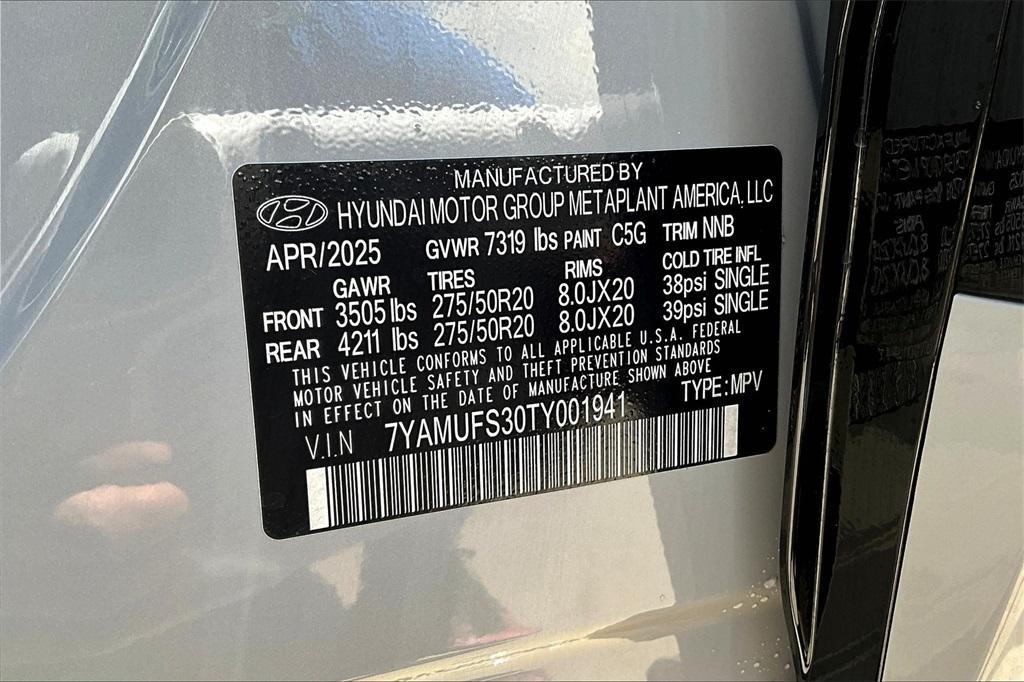 MANUFACTURED BY
HYUNDAI MOTOR GROUP METAPLANT AMERICA, LLC
APR/2025 GVWR 7319 lbs PAINT C5G TRIM NNB
GAWR TIRES RIMS COLD TIRE INFL
FRONT 3505 lbs 275/50R20 8.0JX20 38psi SINGLE
REAR 4211 lbs 275/50R20 8.0JX20 39psi SINGLE
THIS VEHICLE CONFORMS TO ALL APPLICABLE U.S.A. FEDERAL
MOTOR VEHICLE SAFETY AND THEFT PREVENTION STANDARDS
IN EFFECT ON THE DATE OF MANUFACTURE SHOWN ABOVE
V.I.N 7YAMUFS30TY001941 TYPE:MPV